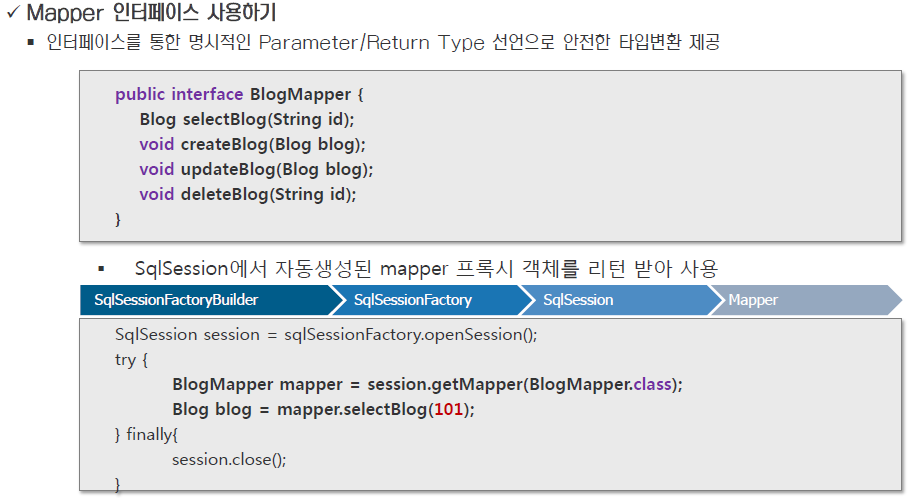 ✓ Mapper 인터페이스 사용하기
▪ 인터페이스를 통한 명시적인 Parameter/Return Type 선언으로 안전한 타입변환 제공
public interface BlogMapper {
Blog selectBlog(String id);
void createBlog(Blog blog);
void updateBlog(Blog blog);
void deleteBlog(String id);
}
▪ SqlSession에서 자동생성된 mapper 프록시 객체를 리턴 받아 사용
SqlSessionFactoryBuilder SqlSessionFactory SqlSession Mapper
SqlSession session = sqlSessionFactory.openSession();
try {
BlogMapper mapper = session.getMapper(BlogMapper.class);
Blog blog = mapper.selectBlog(101);
} finally{
session.close();
}